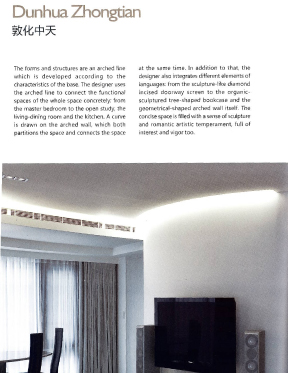 Dunhua Zhongtian
敦化中天
The forms and structures are an arched line
which is developed according to the
characteristics of the base. The designer uses
the arched line to connect the functional
spaces of the whole space concretely: from
the master bedroom to the open study, the
living-dining room and the kitchen. A curve
is drawn on the arched wall, which both
partitions the space and connects the space
at the same time. In addition to that, the
designer also integrates different elements of
languages: from the sculpture-like diamond
incised doorway screen to the organic-
sculptured tree-shaped bookcase and the
geometrical-shaped arched wall itself. The
concise space is filled with a sense of sculpture
and romantic artistic temperament, full of
interest and vigor too.